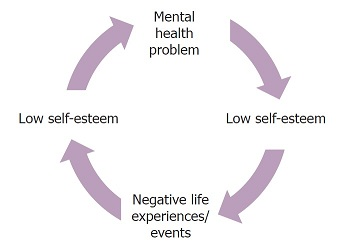 Mental
health
problem
Low self-esteem
Low self-esteem
Negative life
experiences/
events